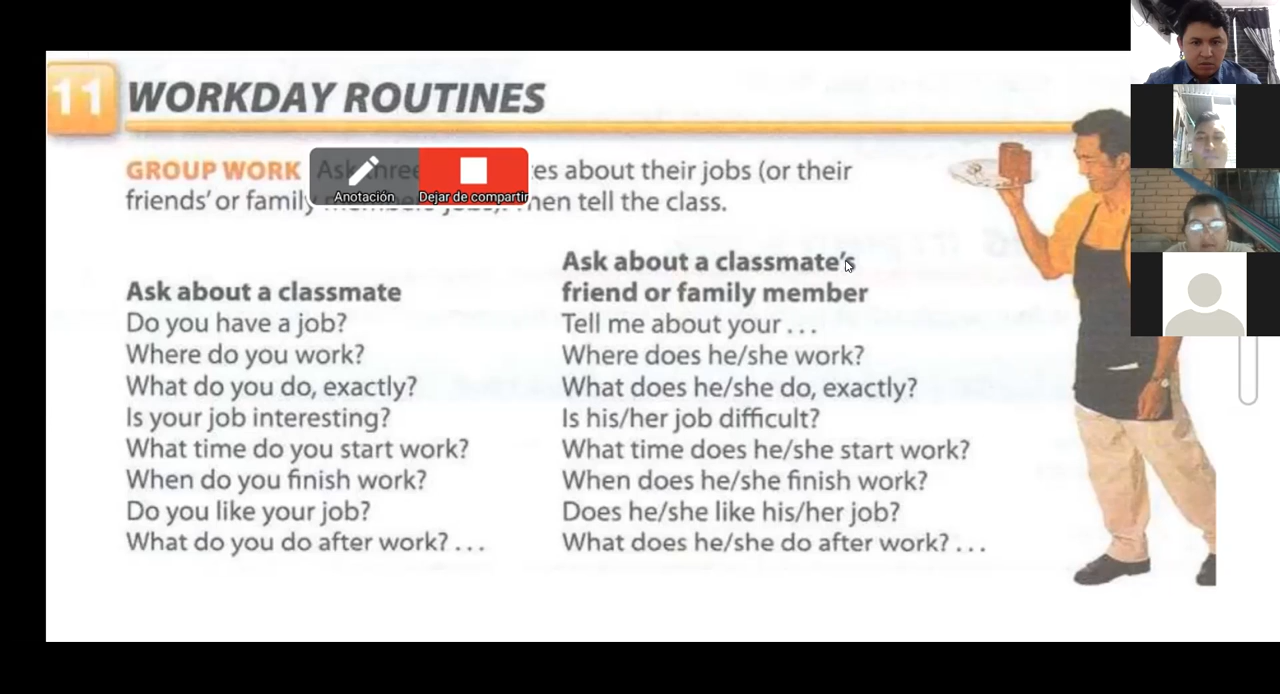 11 WORKDAY ROUTINES
GROUP WORK Ask three es about their jobs (or their
friends' or family members' jobs). Then tell the class.
Anotación
Dejar de compartir
Ask about a classmate
Do you have a job?
Where do you work?
What do you do, exactly?
Is your job interesting?
What time do you start work?
When do you finish work?
Do you like your job?
What do you do after work? ...
Ask about a classmate's
friend or family member
Tell me about your ...
Where does he/she work?
What does he/she do, exactly?
Is his/her job difficult?
What time does he/she start work?
When does he/she finish work?
Does he/she like his/her job?
What does he/she do after work? ...